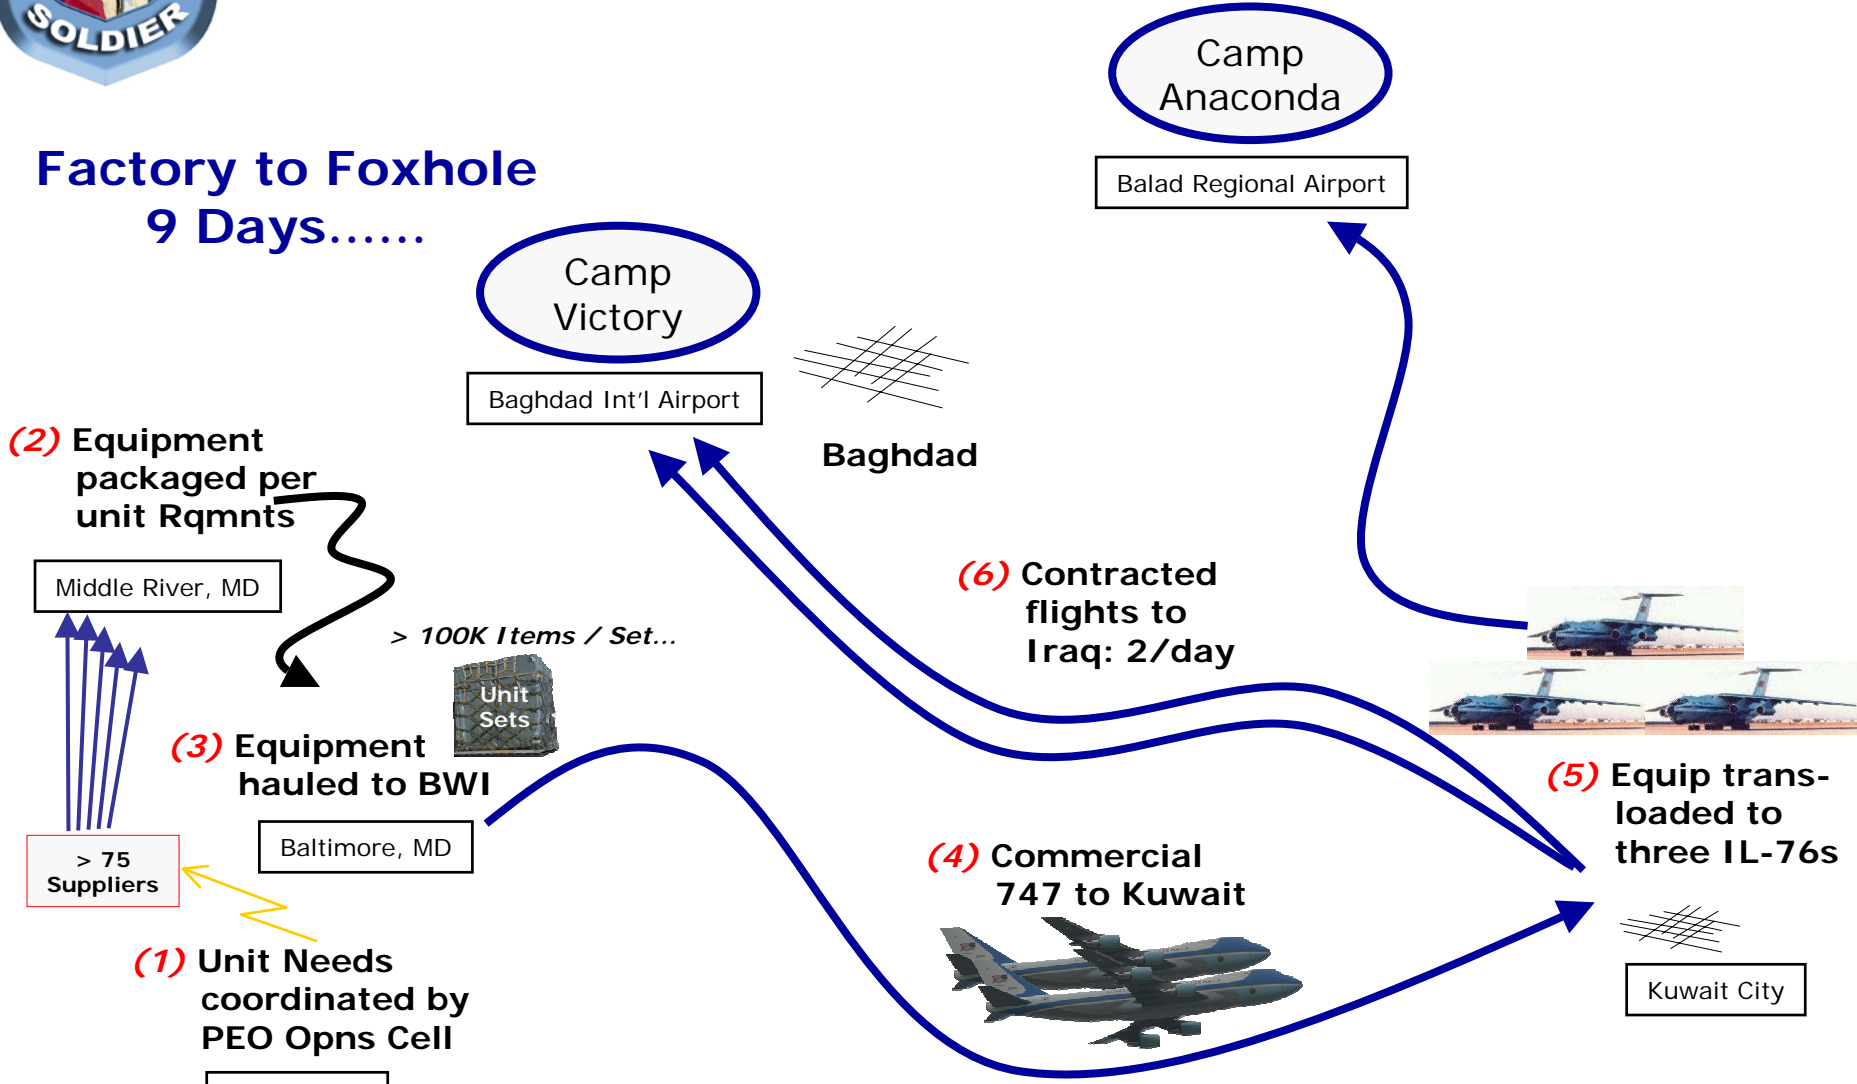 SOLDIER
Camp
Anaconda
Balad Regional Airport
Factory to Foxhole
9 Days......
Camp
Victory
Baghdad Int'l Airport
Baghdad
(2) Equipment
packaged per
unit Rqmnts
Middle River, MD
> 100K Items / Set...
Unit
Sets
(3) Equipment
hauled to BWI
Baltimore, MD
> 75
Suppliers
(1) Unit Needs
coordinated by
PEO Opns Cell
(6) Contracted
flights to
Iraq: 2/day
(4) Commercial
747 to Kuwait
(5) Equip trans-
loaded to
three IL-76s
Kuwait City